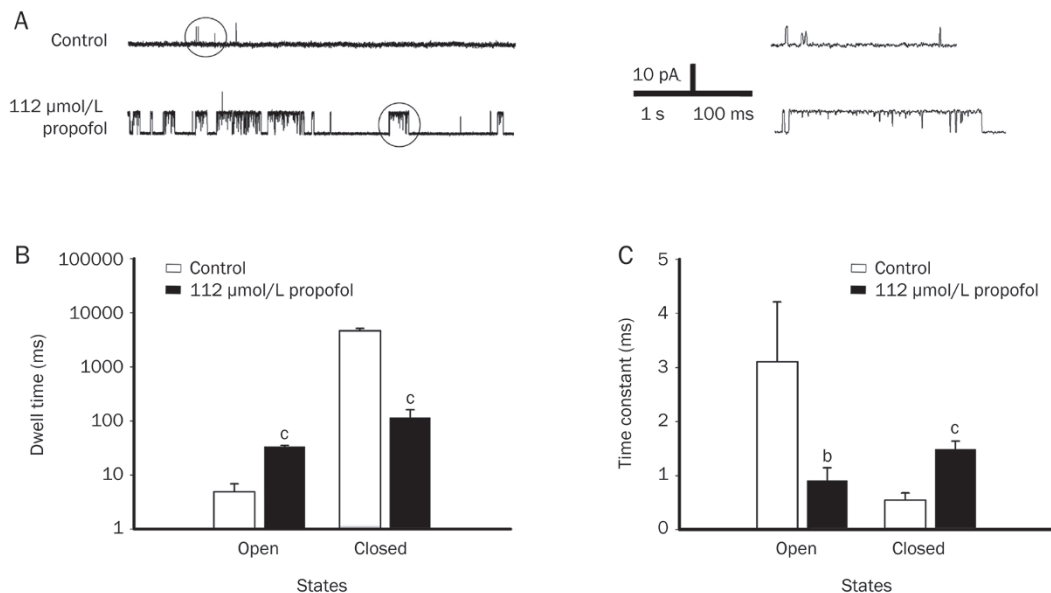 A
Control
112 µmol/L
propofol
10 pA
1 s 100 ms
B
100000
10000
1000
100
10
1
Dwell time (ms)
Control
112 µmol/L propofol
c
c
Open Closed
States
C
5
4
3
2
1
0
Time constant (ms)
Control
112 µmol/L propofol
b
c
Open Closed
States